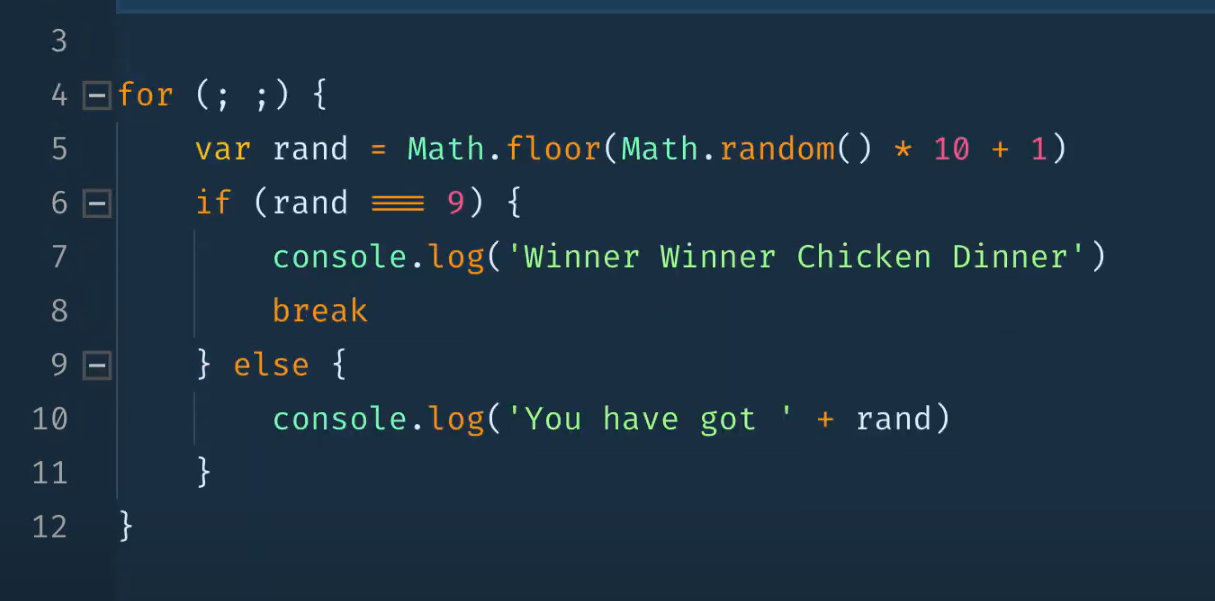 3
4 for (; ;) {
5 var rand = Math.floor(Math.random() * 10 + 1)
6 if (rand === 9) {
7 console.log('Winner Winner Chicken Dinner')
8 break
9 } else {
10 console.log('You have got ' + rand)
11 }
12 }